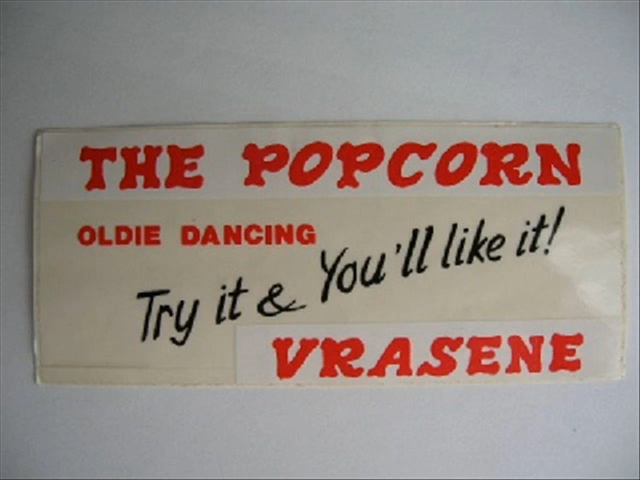 THE POPCORN
OLDIE DANCING
Try it & You'll like it!
VRASENE